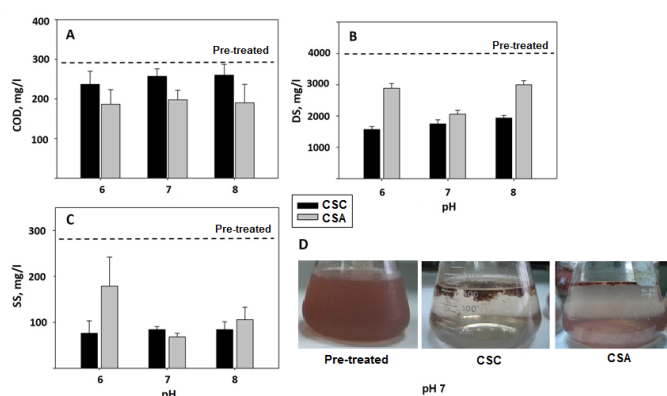 A
Pre-treated
COD, mg/l
400
300
200
100
6
7
8
B
Pre-treated
DS, mg/l
4000
3000
2000
1000
6
7
8
pH
CSC
CSA
C
Pre-treated
SS, mg/l
300
200
100
6
7
8
pH
D
Pre-treated
CSC
CSA
pH 7